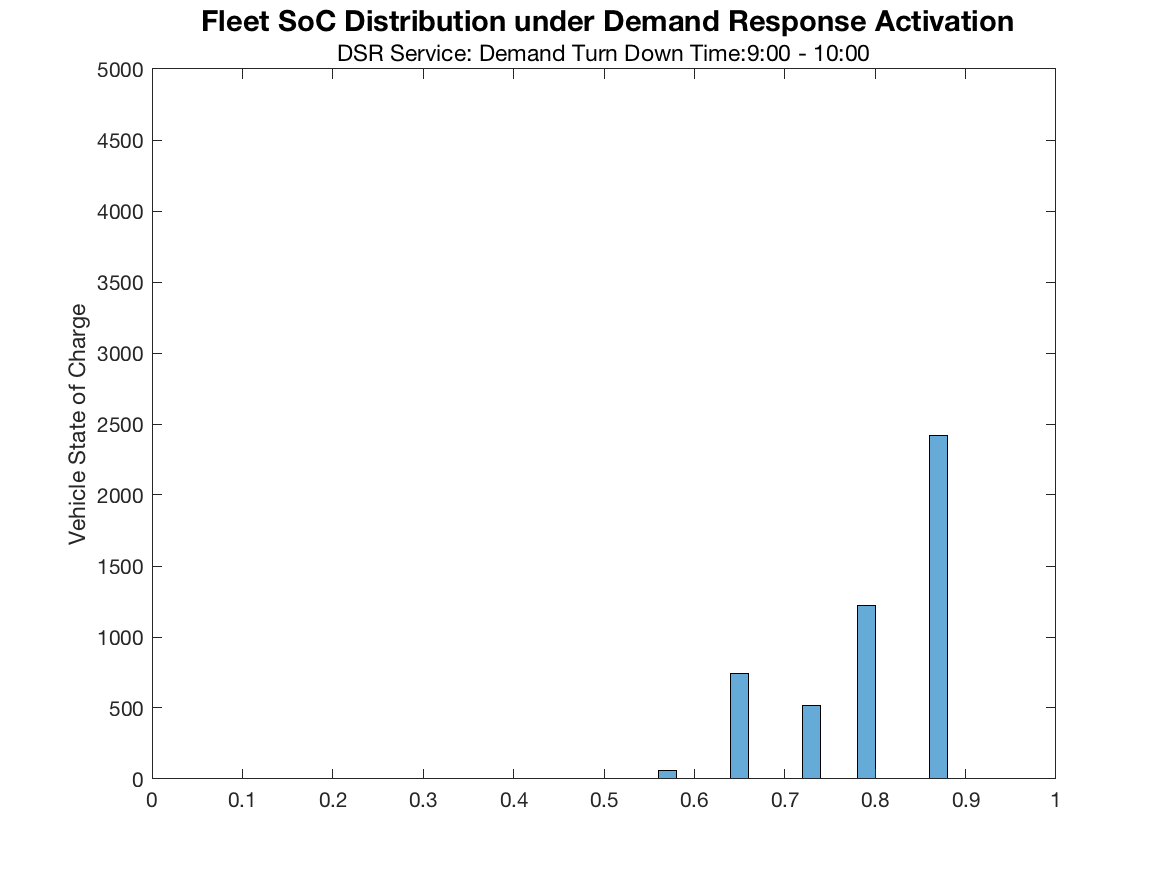 Fleet SoC Distribution under Demand Response Activation
DSR Service: Demand Turn Down Time:9:00 - 10:00
Vehicle State of Charge
5000
4500
4000
3500
3000
2500
2000
1500
1000
500
0
0 0.1 0.2 0.3 0.4 0.5 0.6 0.7 0.8 0.9 1